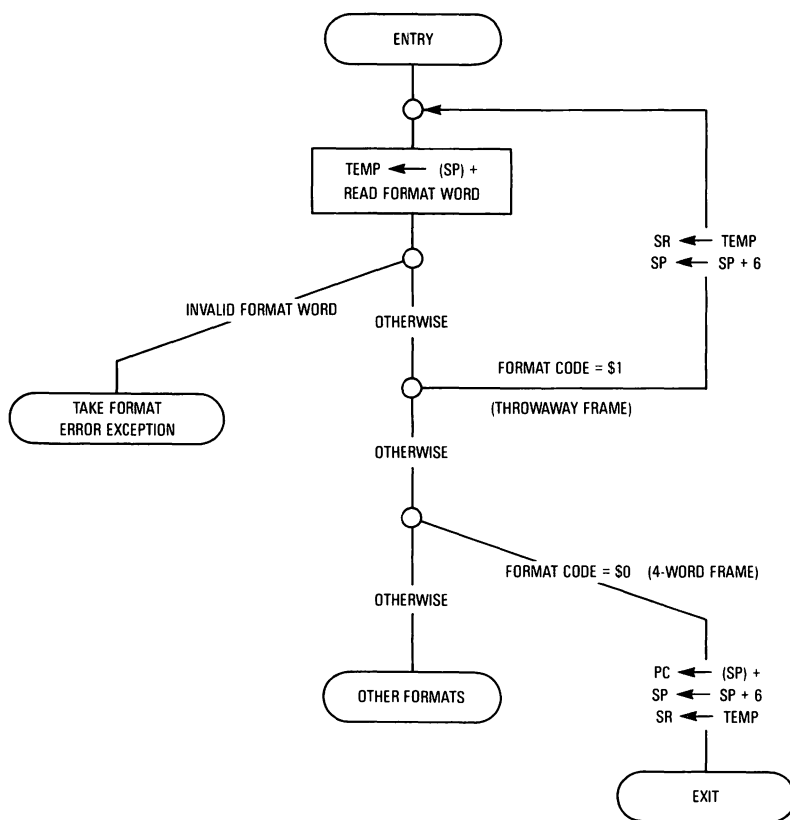 ENTRY
TEMP ← (SP) +
READ FORMAT WORD
SR ← TEMP
SP ← SP + 6
INVALID FORMAT WORD
OTHERWISE
FORMAT CODE = $1
(THROWAWAY FRAME)
TAKE FORMAT
ERROR EXCEPTION
OTHERWISE
FORMAT CODE = $0 (4-WORD FRAME)
OTHERWISE
OTHER FORMATS
PC ← (SP) +
SP ← SP + 6
SR ← TEMP
EXIT